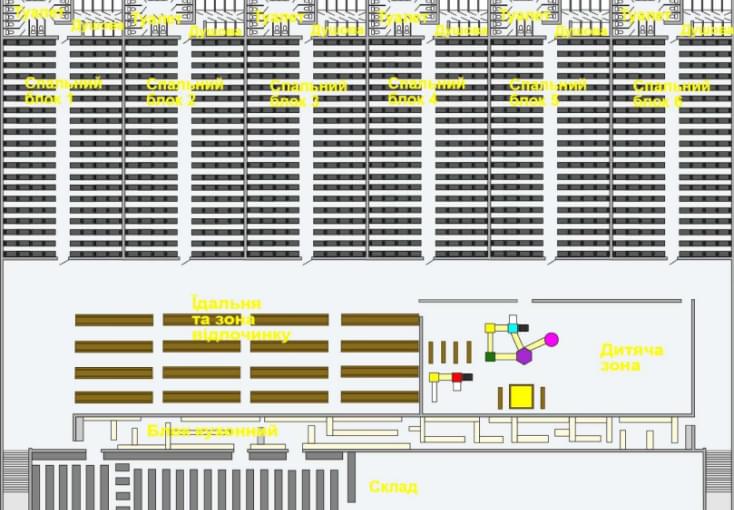 Туалет
Душова
Туалет
Душова
Туалет
Душова
Туалет
Душова
Туалет
Душова
Туалет
Душова
Спальний
блок 1
Спальний
блок 2
Спальний
блок 3
Спальний
блок 4
Спальний
блок 5
Спальний
блок 6
Їдальня
та зона
відпочинку
Дитяча
зона
Блок кухонний
Склад